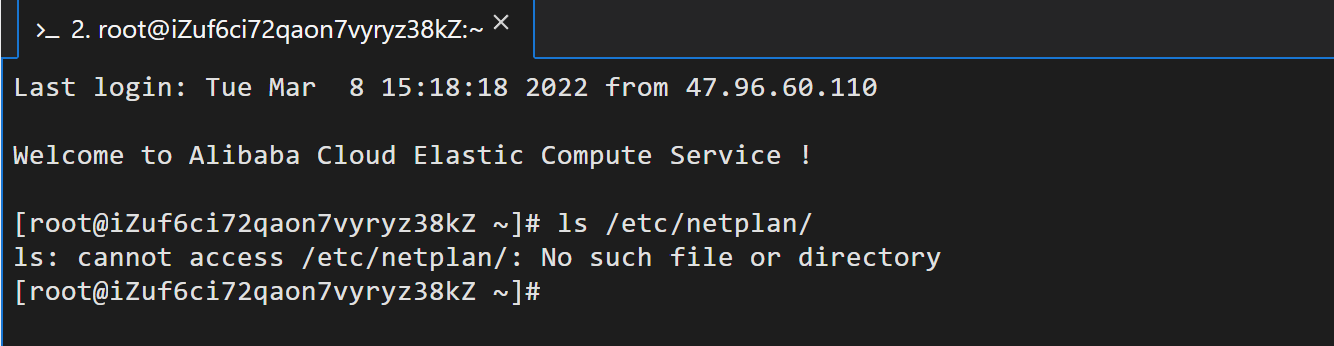 >_ 2. root@iZuf6ci72qaon7vyryz38kZ:~ ×
Last login: Tue Mar  8 15:18:18 2022 from 47.96.60.110
Welcome to Alibaba Cloud Elastic Compute Service !
[root@iZuf6ci72qaon7vyryz38kZ ~]# ls /etc/netplan/
ls: cannot access /etc/netplan/: No such file or directory
[root@iZuf6ci72qaon7vyryz38kZ ~]#